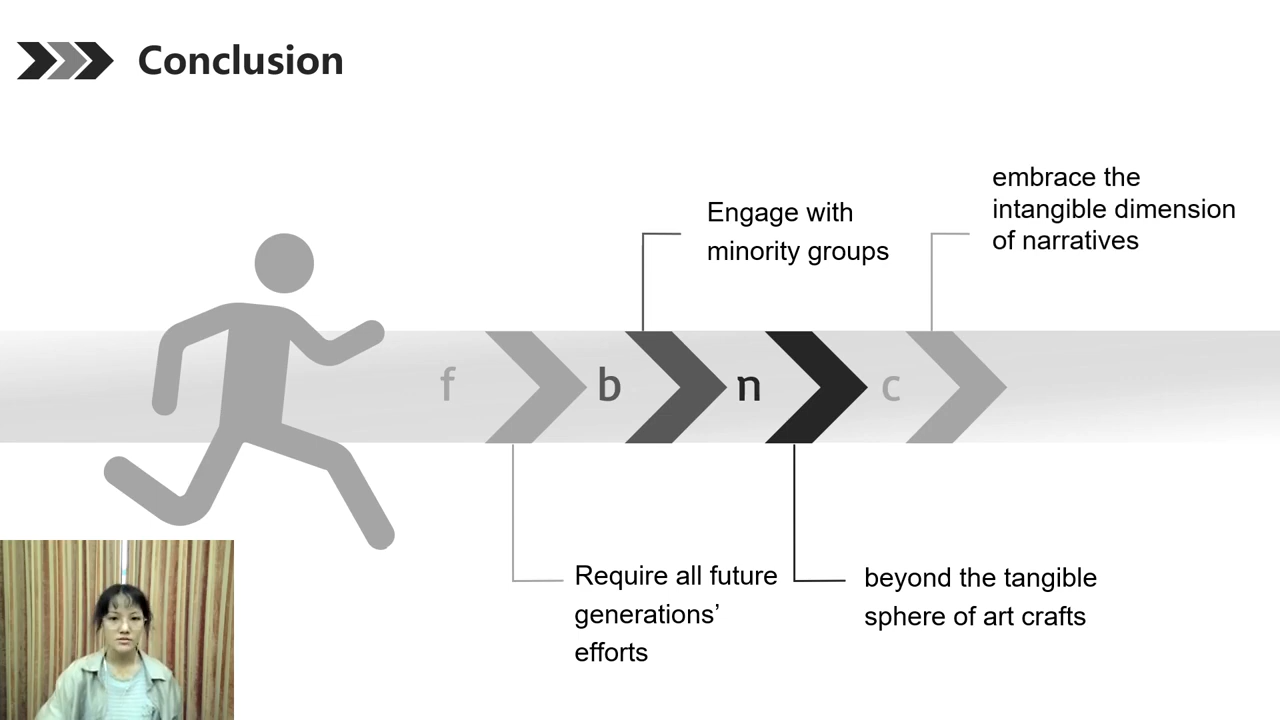 Conclusion
embrace the
intangible dimension
of narratives
Engage with
minority groups
f
b
n
c
Require all future
generations’
efforts
beyond the tangible
sphere of art crafts